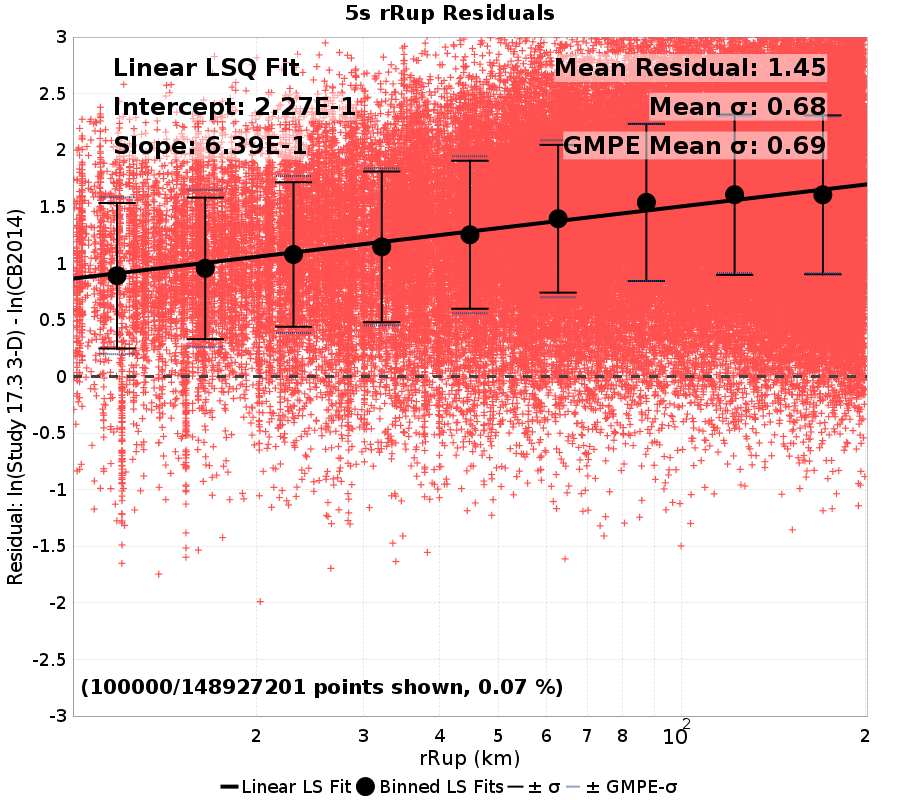 5s rRup Residuals
Linear LSQ Fit
Intercept: 2.27E-1
Slope: 6.39E-1
Mean Residual: 1.45
Mean σ: 0.68
GMPE Mean σ: 0.69
Residual: ln(Study 17.3 3-D) - ln(CB2014)
3
2.5
2
1.5
1
0.5
0
-0.5
-1
-1.5
-2
-2.5
-3
(100000/148927201 points shown, 0.07 %)
2 3 4 5 6 7 8 10² 2
rRup (km)
Linear LS Fit Binned LS Fits ± σ ± GMPE-σ